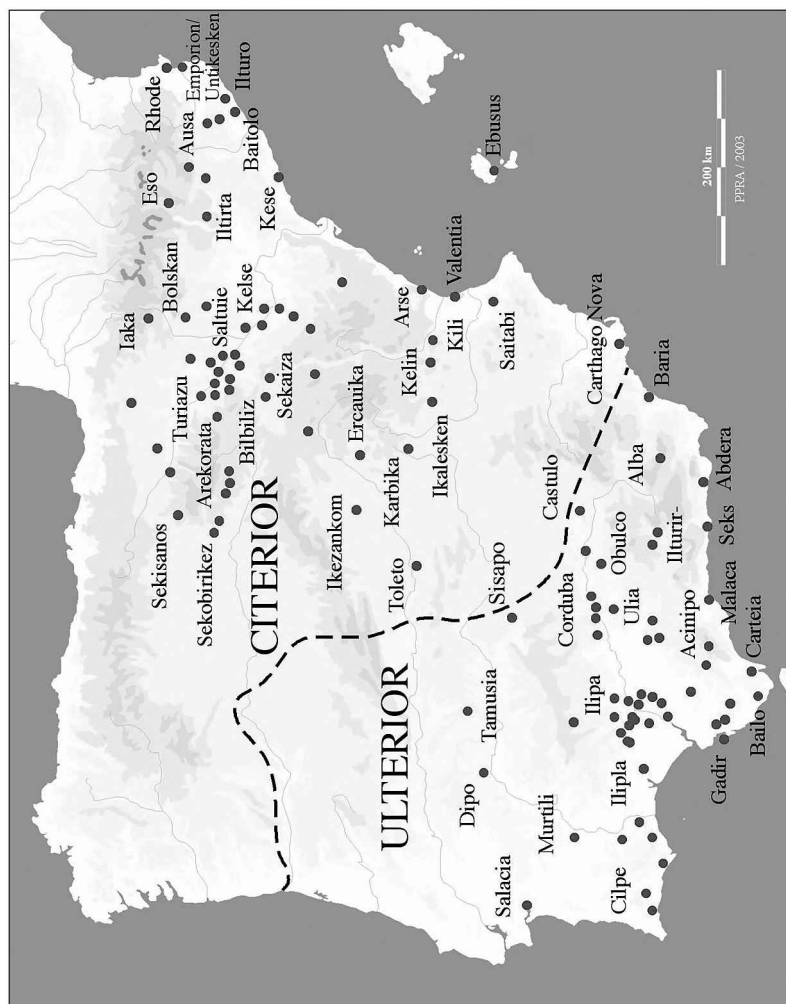 Emporion/
Untikesken
Rhode
Ilturo
Ausa
Baitolo
Eso
Iltirta
Kese
Bolskan
Iaka
Saltuie
Kelse
Turiazu
Sekaiza
Arekorata
Bilbiliz
Sekisanos
Sekobirikez
CITERIOR
Ercauika
Karbika
Ikezankom
Toleto
Arse
Valentia
Kili
Kelin
Ikalesken
Saitabi
Ebusus
Carthago Nova
Baria
Castulo
Alba
Abdera
Sisapo
Obulco
Ilturir-
Seks
Corduba
Ulia
Malaca
Acinipo
Carteia
ULTERIOR
Tamusia
Dipo
Ilipa
Bailo
Gadir
Ilipla
Murtili
Salacia
Cilpe
200 km
PPRA / 2003